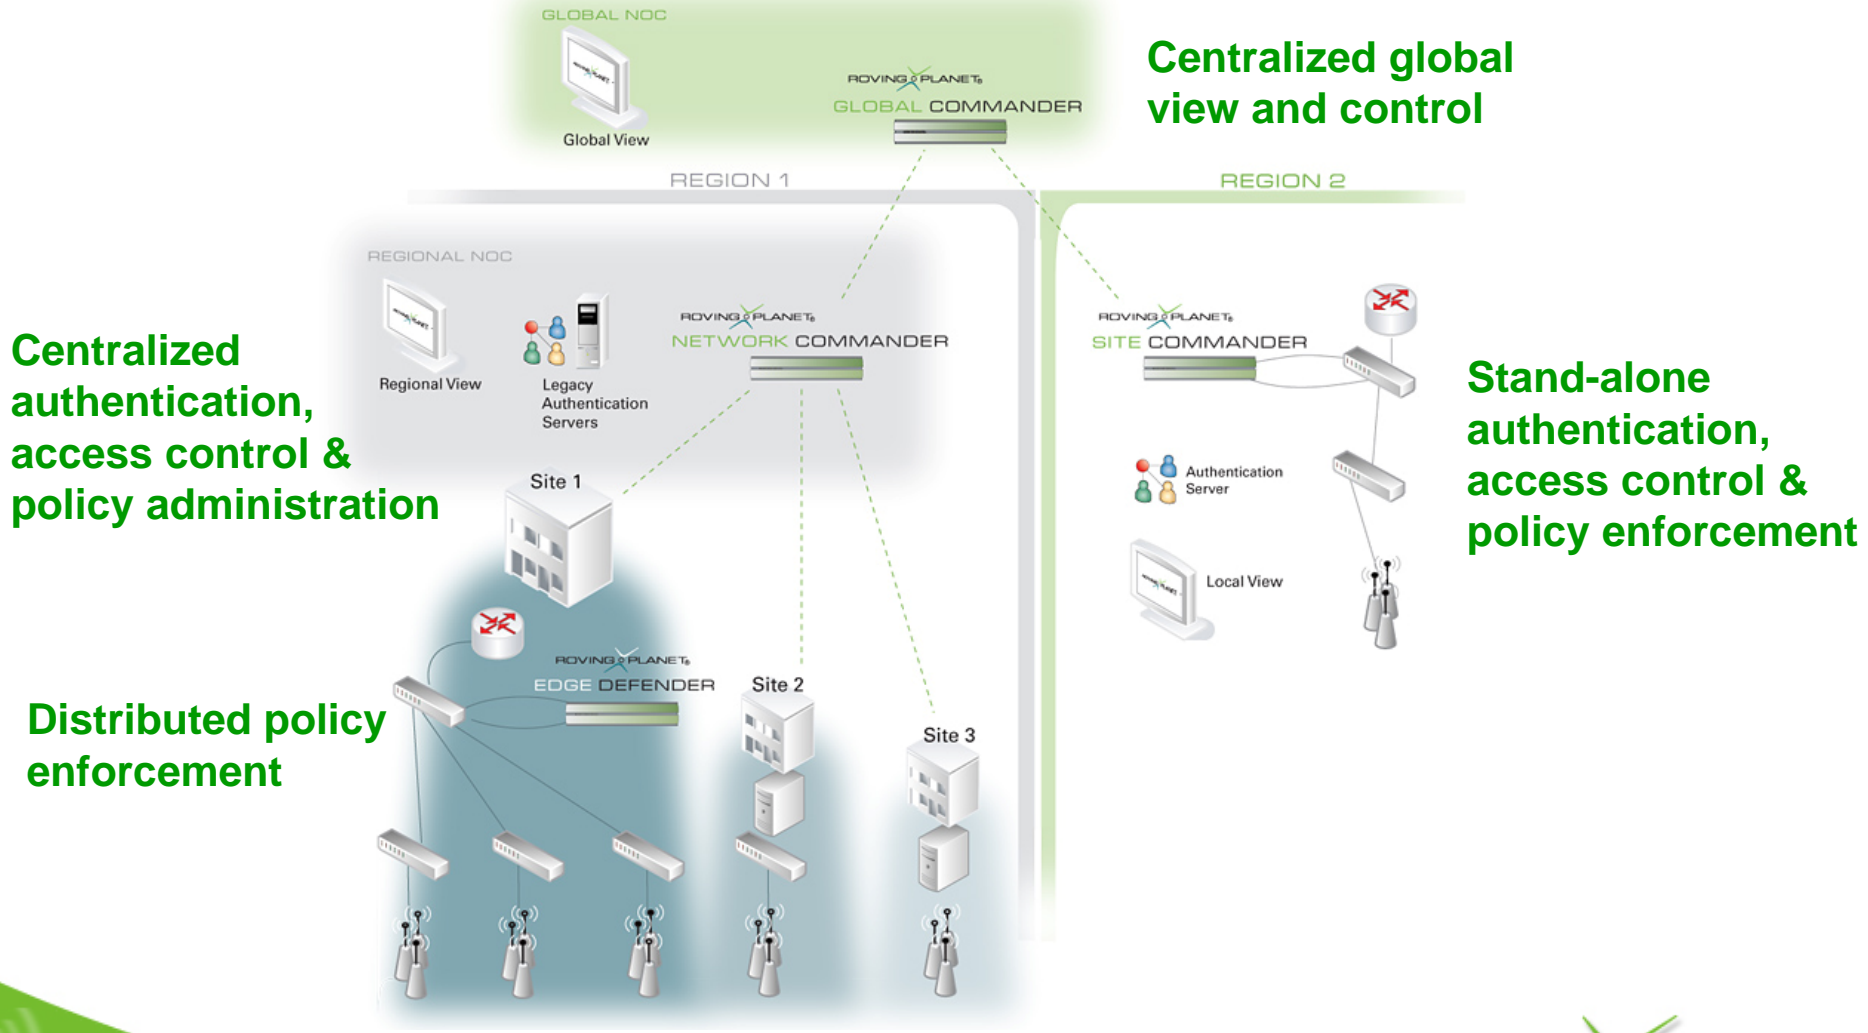 GLOBAL NOC
ROVING PLANET®
GLOBAL COMMANDER
Global View
Centralized global
view and control
REGION 1
REGION 2
REGIONAL NOC
ROVING PLANET®
NETWORK COMMANDER
Regional View
Legacy
Authentication
Servers
ROVING PLANET®
SITE COMMANDER
Centralized
authentication,
access control &
policy administration
Stand-alone
authentication,
access control &
policy enforcement
Authentication
Server
Local View
Site 1
ROVING PLANET®
EDGE DEFENDER
Site 2
Site 3
Distributed policy
enforcement